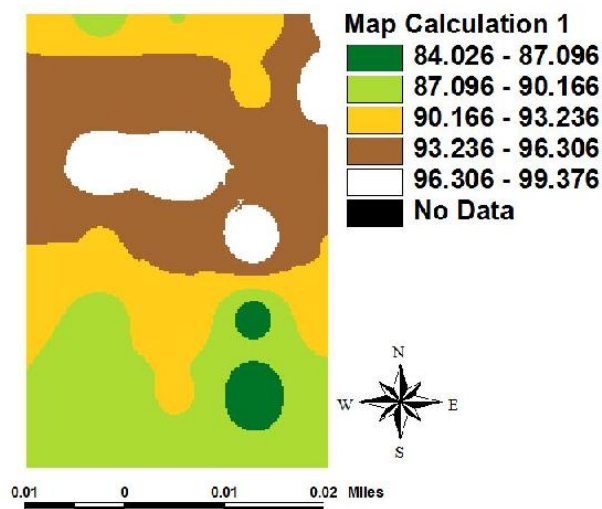 Map Calculation 1
84.026 - 87.096
87.096 - 90.166
90.166 - 93.236
93.236 - 96.306
96.306 - 99.376
No Data
N
W E
S
0.01 0 0.01 0.02 Miles